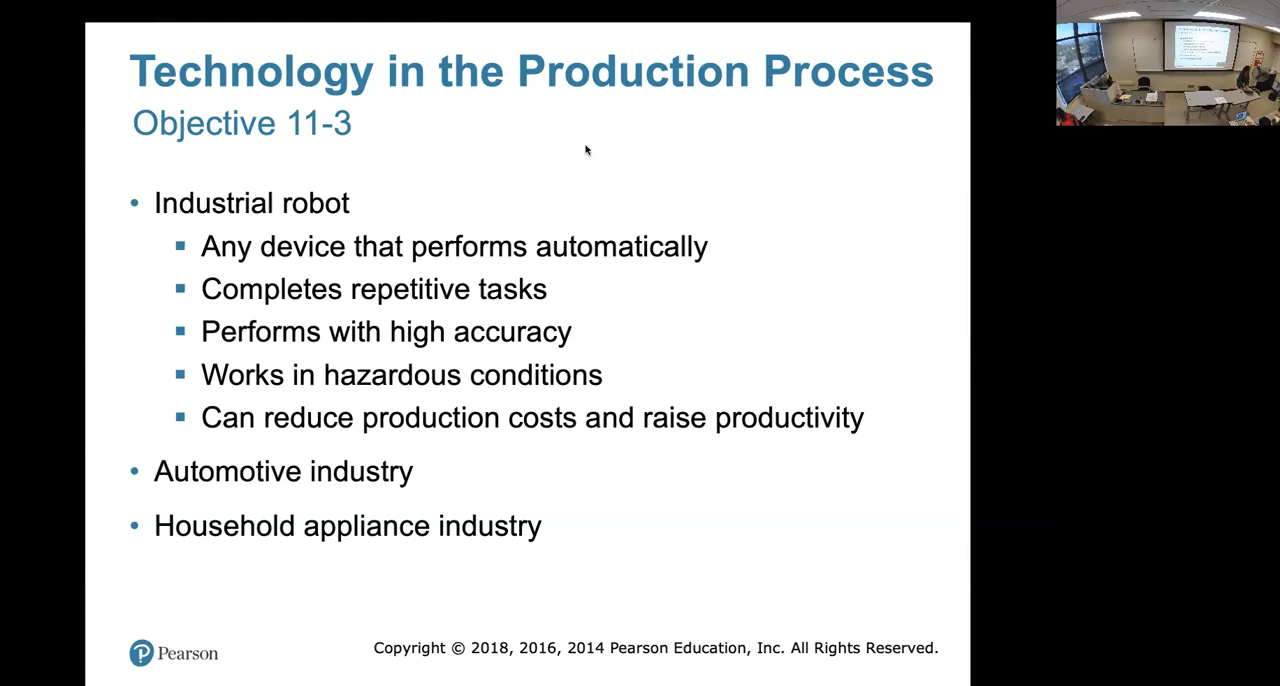 Technology in the Production Process
Objective 11-3
• Industrial robot
▪ Any device that performs automatically
▪ Completes repetitive tasks
▪ Performs with high accuracy
▪ Works in hazardous conditions
▪ Can reduce production costs and raise productivity
• Automotive industry
• Household appliance industry
Pearson
Copyright © 2018, 2016, 2014 Pearson Education, Inc. All Rights Reserved.